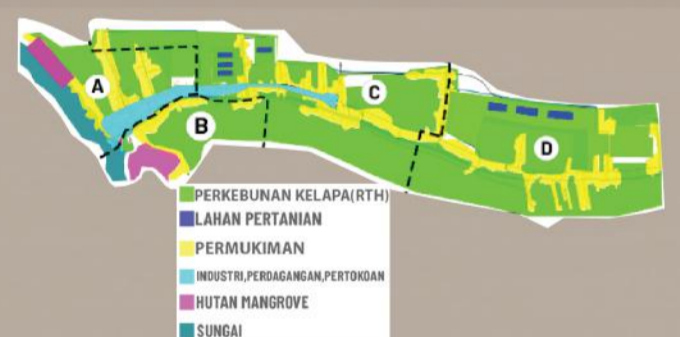 A
B
C
D
PERKEBUNAN KELAPA(RTH)
LAHAN PERTANIAN
PERMUKIMAN
INDUSTRI,PERDAGANGAN,PERTOKOAN
HUTAN MANGROVE
SUNGAI